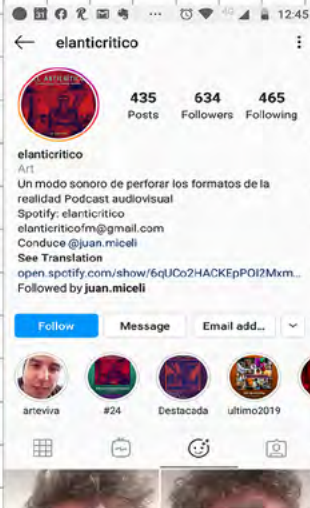 12:45
elanticritico
435 634 465
Posts Followers Following
elanticritico
Art
Un modo sonoro de perforar los formatos de la
realidad Podcast audiovisual
Spotify: elanticritico
elanticriticofm@gmail.com
Conduce @juan.miceli
See Translation
open.spotify.com/show/6qUCo2HACKEpPOI2Mxm...
Followed by juan.miceli
Follow Message Email add...
arteviva #24 Destacada ultimo2019